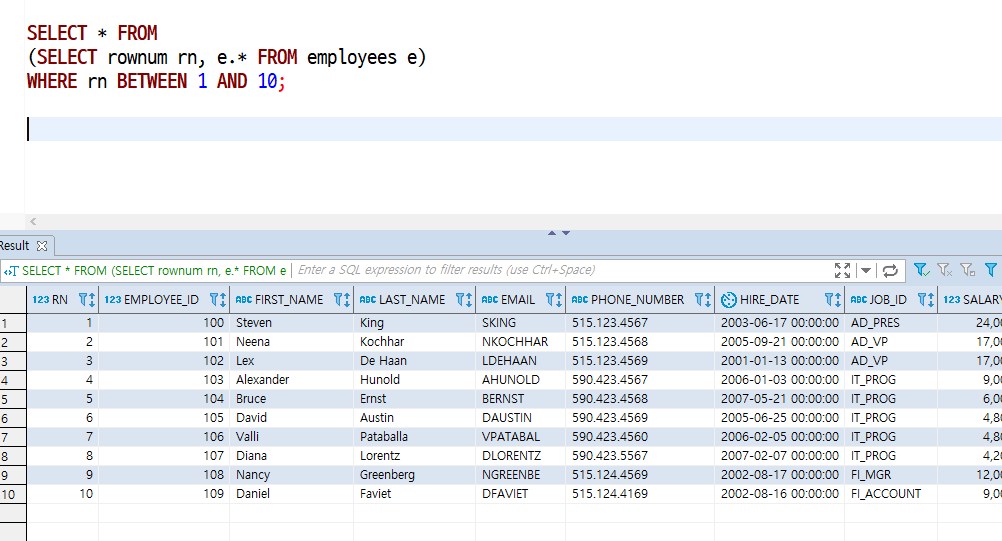 SELECT * FROM
(SELECT rownum rn, e.* FROM employees e)
WHERE rn BETWEEN 1 AND 10;
Result
SELECT * FROM (SELECT rownum rn, e.* FROM e Enter a SQL expression to filter results (use Ctrl+Space)
123 RN 123 EMPLOYEE_ID ABC FIRST_NAME ABC LAST_NAME ABC EMAIL ABC PHONE_NUMBER HIRE_DATE ABC JOB_ID 123 SALARY
1 1 100 Steven King SKING 515.123.4567 2003-06-17 00:00:00 AD_PRES 24,00
2 2 101 Neena Kochhar NKOCHHAR 515.123.4568 2005-09-21 00:00:00 AD_VP 17,00
3 3 102 Lex De Haan LDEHAAN 515.123.4569 2001-01-13 00:00:00 AD_VP 17,00
4 4 103 Alexander Hunold AHUNOLD 590.423.4567 2006-01-03 00:00:00 IT_PROG 9,00
5 5 104 Bruce Ernst BERNST 590.423.4568 2007-05-21 00:00:00 IT_PROG 6,00
6 6 105 David Austin DAUSTIN 590.423.4569 2005-06-25 00:00:00 IT_PROG 4,80
7 7 106 Valli Pataballa VPATABAL 590.423.4560 2006-02-05 00:00:00 IT_PROG 4,80
8 8 107 Diana Lorentz DLORENTZ 590.423.5567 2007-02-07 00:00:00 IT_PROG 4,20
9 9 108 Nancy Greenberg NGREENBE 515.124.4569 2002-08-17 00:00:00 FI_MGR 12,00
10 10 109 Daniel Faviet DFAVIET 515.124.4169 2002-08-16 00:00:00 FI_ACCOUNT 9,00